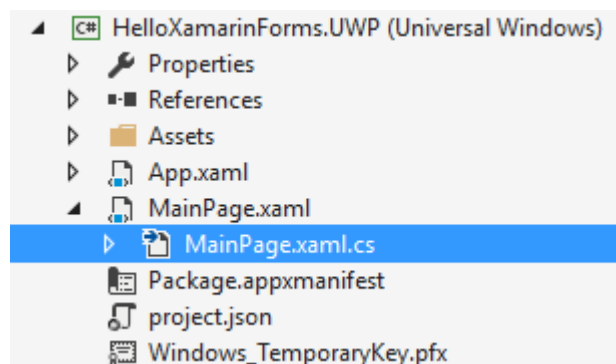 C# HelloXamarinForms.UWP (Universal Windows)
Properties
References
Assets
App.xaml
MainPage.xaml
MainPage.xaml.cs
Package.appxmanifest
project.json
Windows_TemporaryKey.pfx